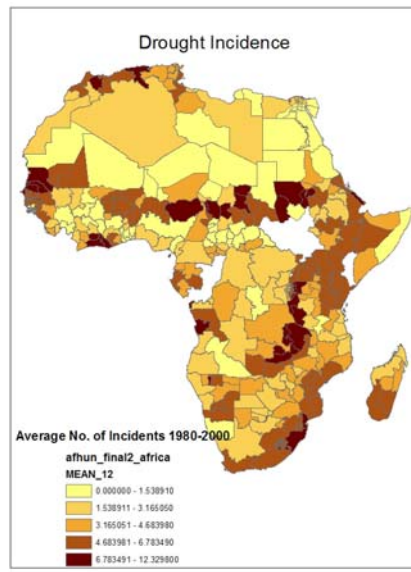 Drought Incidence
Average No. of Incidents 1980-2000
afhun_final2_africa
MEAN_12
0.000000 - 1.538910
1.538911 - 3.165050
3.165051 - 4.683980
4.683981 - 6.783490
6.783491 - 12.329800